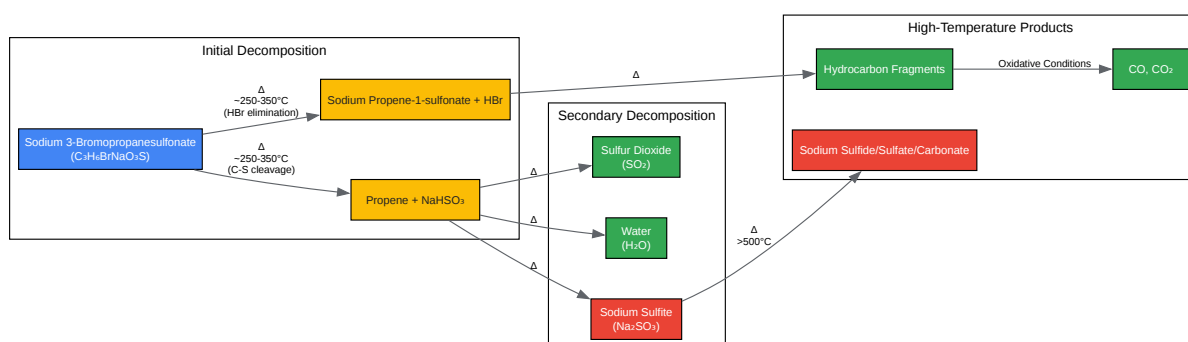 Initial Decomposition
Δ
~250-350°C
(HBr elimination)
Sodium Propene-1-sulfonate + HBr
Sodium 3-Bromopropanesulfonate
(C₃H₆BrNaO₃S)
Δ
~250-350°C
(C-S cleavage)
Propene + NaHSO₃
Δ
Δ
Δ
Δ
Secondary Decomposition
Sulfur Dioxide
(SO₂)
Water
(H₂O)
Sodium Sulfite
(Na₂SO₃)
Δ
>500°C
High-Temperature Products
Hydrocarbon Fragments
Oxidative Conditions
CO, CO₂
Sodium Sulfide/Sulfate/Carbonate